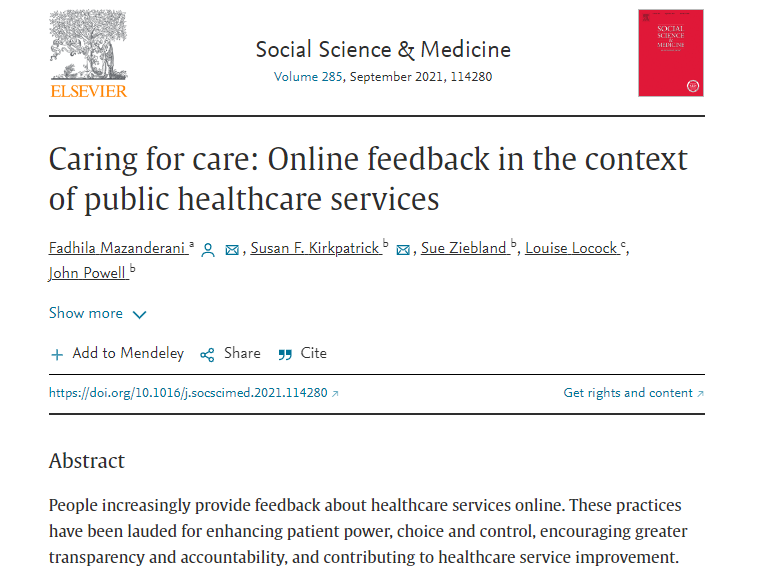 ELSEVIER
Social Science & Medicine
Volume 285, September 2021, 114280
SOCIAL
SCIENCE
& MEDICINE
Caring for care: Online feedback in the context
of public healthcare services
Fadhila Mazanderani a , Susan F. Kirkpatrick b , Sue Ziebland b, Louise Locock c,
John Powell b
Show more
Add to Mendeley Share Cite
https://doi.org/10.1016/j.socscimed.2021.114280 Get rights and content
Abstract
People increasingly provide feedback about healthcare services online. These practices
have been lauded for enhancing patient power, choice and control, encouraging greater
transparency and accountability, and contributing to healthcare service improvement.